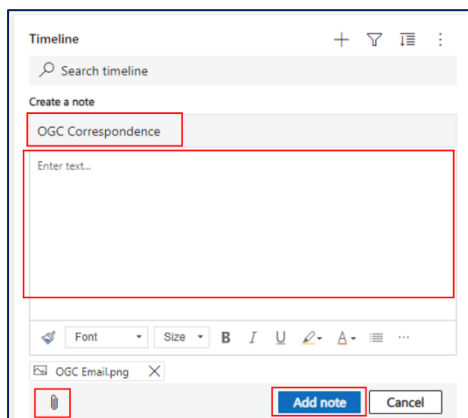 Timeline
Search timeline
Create a note
OGC Correspondence
Enter text...
Font Size B I U A ...
OGC Email.png
Add note Cancel